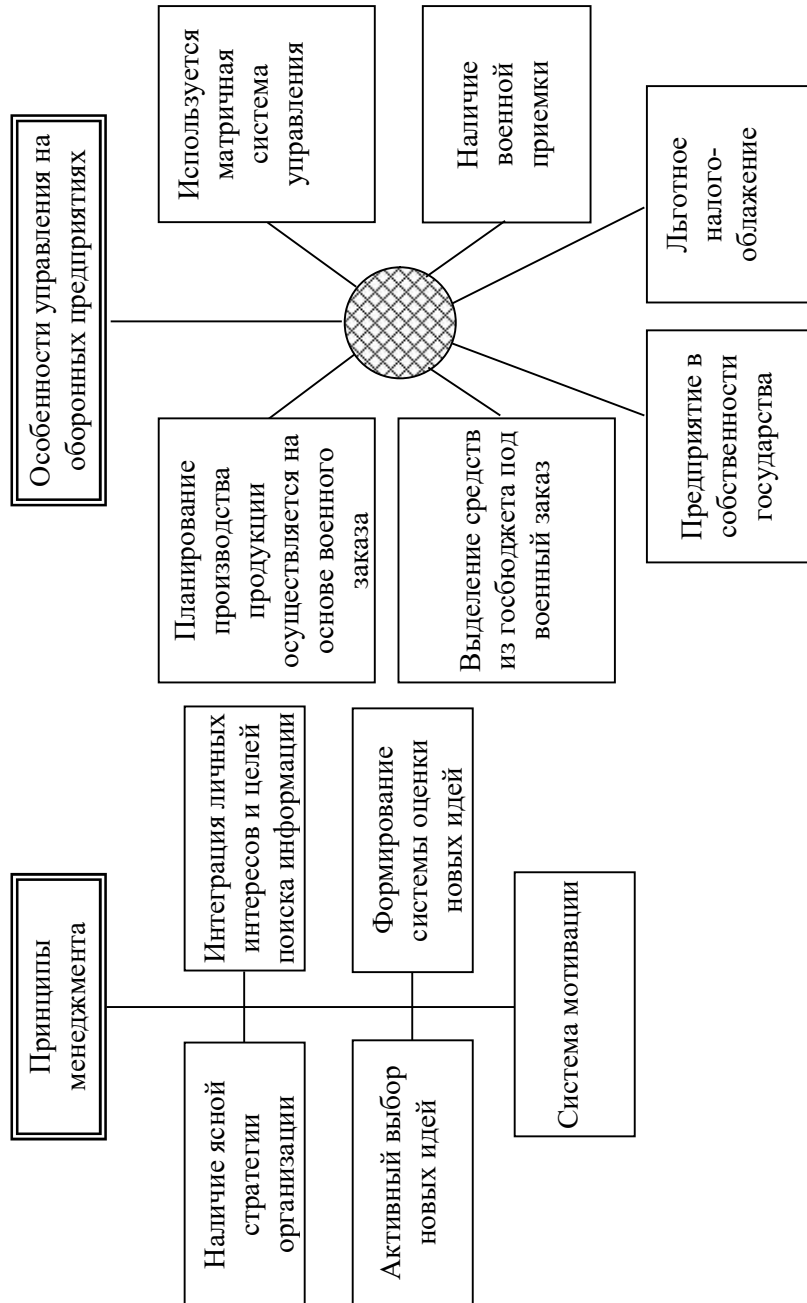 Принципы
менеджмента
Наличие ясной
стратегии
организации
Интеграция личных
интересов и целей
поиска информации
Активный выбор
новых идей
Формирование
системы оценки
новых идей
Система мотивации
Особенности управления на
оборонных предприятиях
Планирование
производства
продукции
осуществляется на
основе военного
заказа
Используется
матричная
система
управления
Выделение средств
из госбюджета под
военный заказ
Наличие
военной
приемки
Предприятие в
собственности
государства
Льготное
налого-
облажение